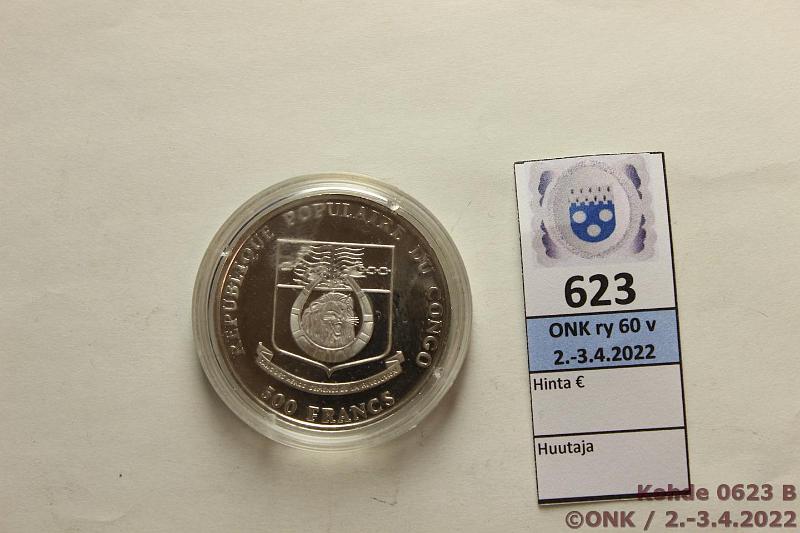 REPUBLIQUE POPULAIRE DU CONGO
500 FRANCS
623
ONK ry 60 v
2.-3.4.2022
Hinta €
Huutaja
Kohde 0623 B
©ONK / 2.-3.4.2022